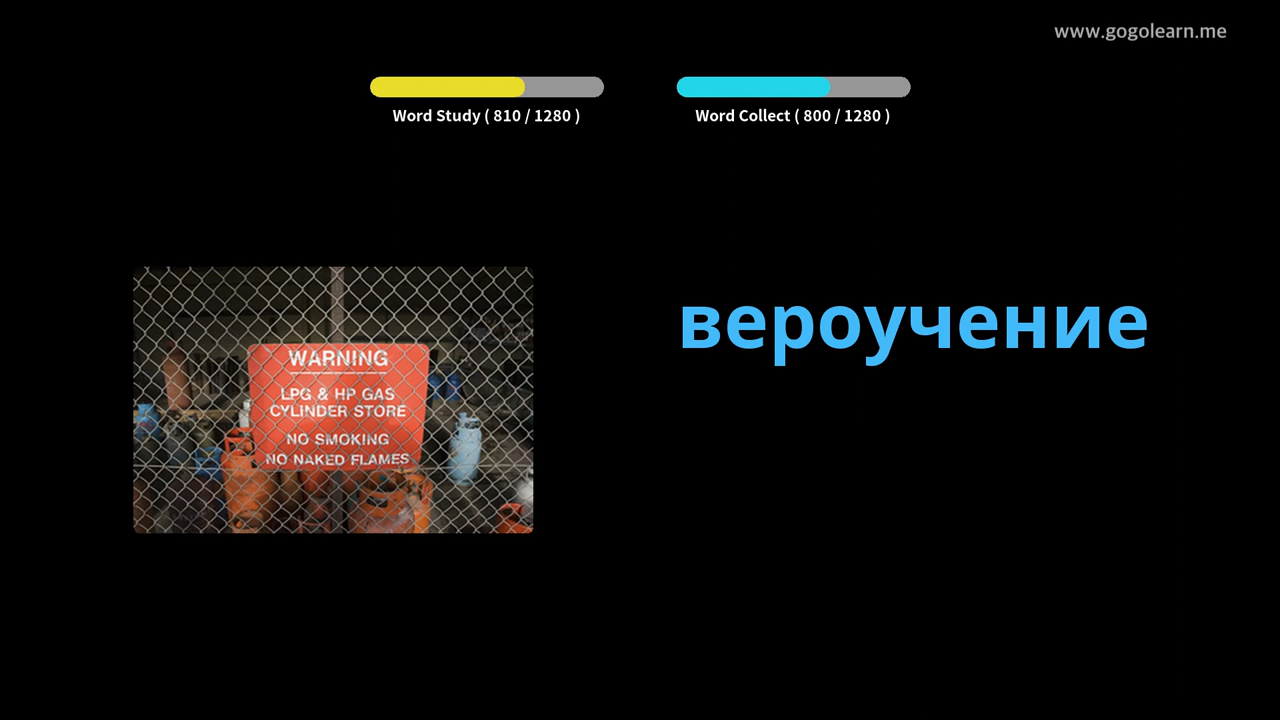 www.gogolearn.me
Word Study ( 810 / 1280 )
Word Collect ( 800 / 1280 )
вероучение
WARNING
LPG & HP GAS
CYLINDER STORE
NO SMOKING
NO NAKED FLAMES